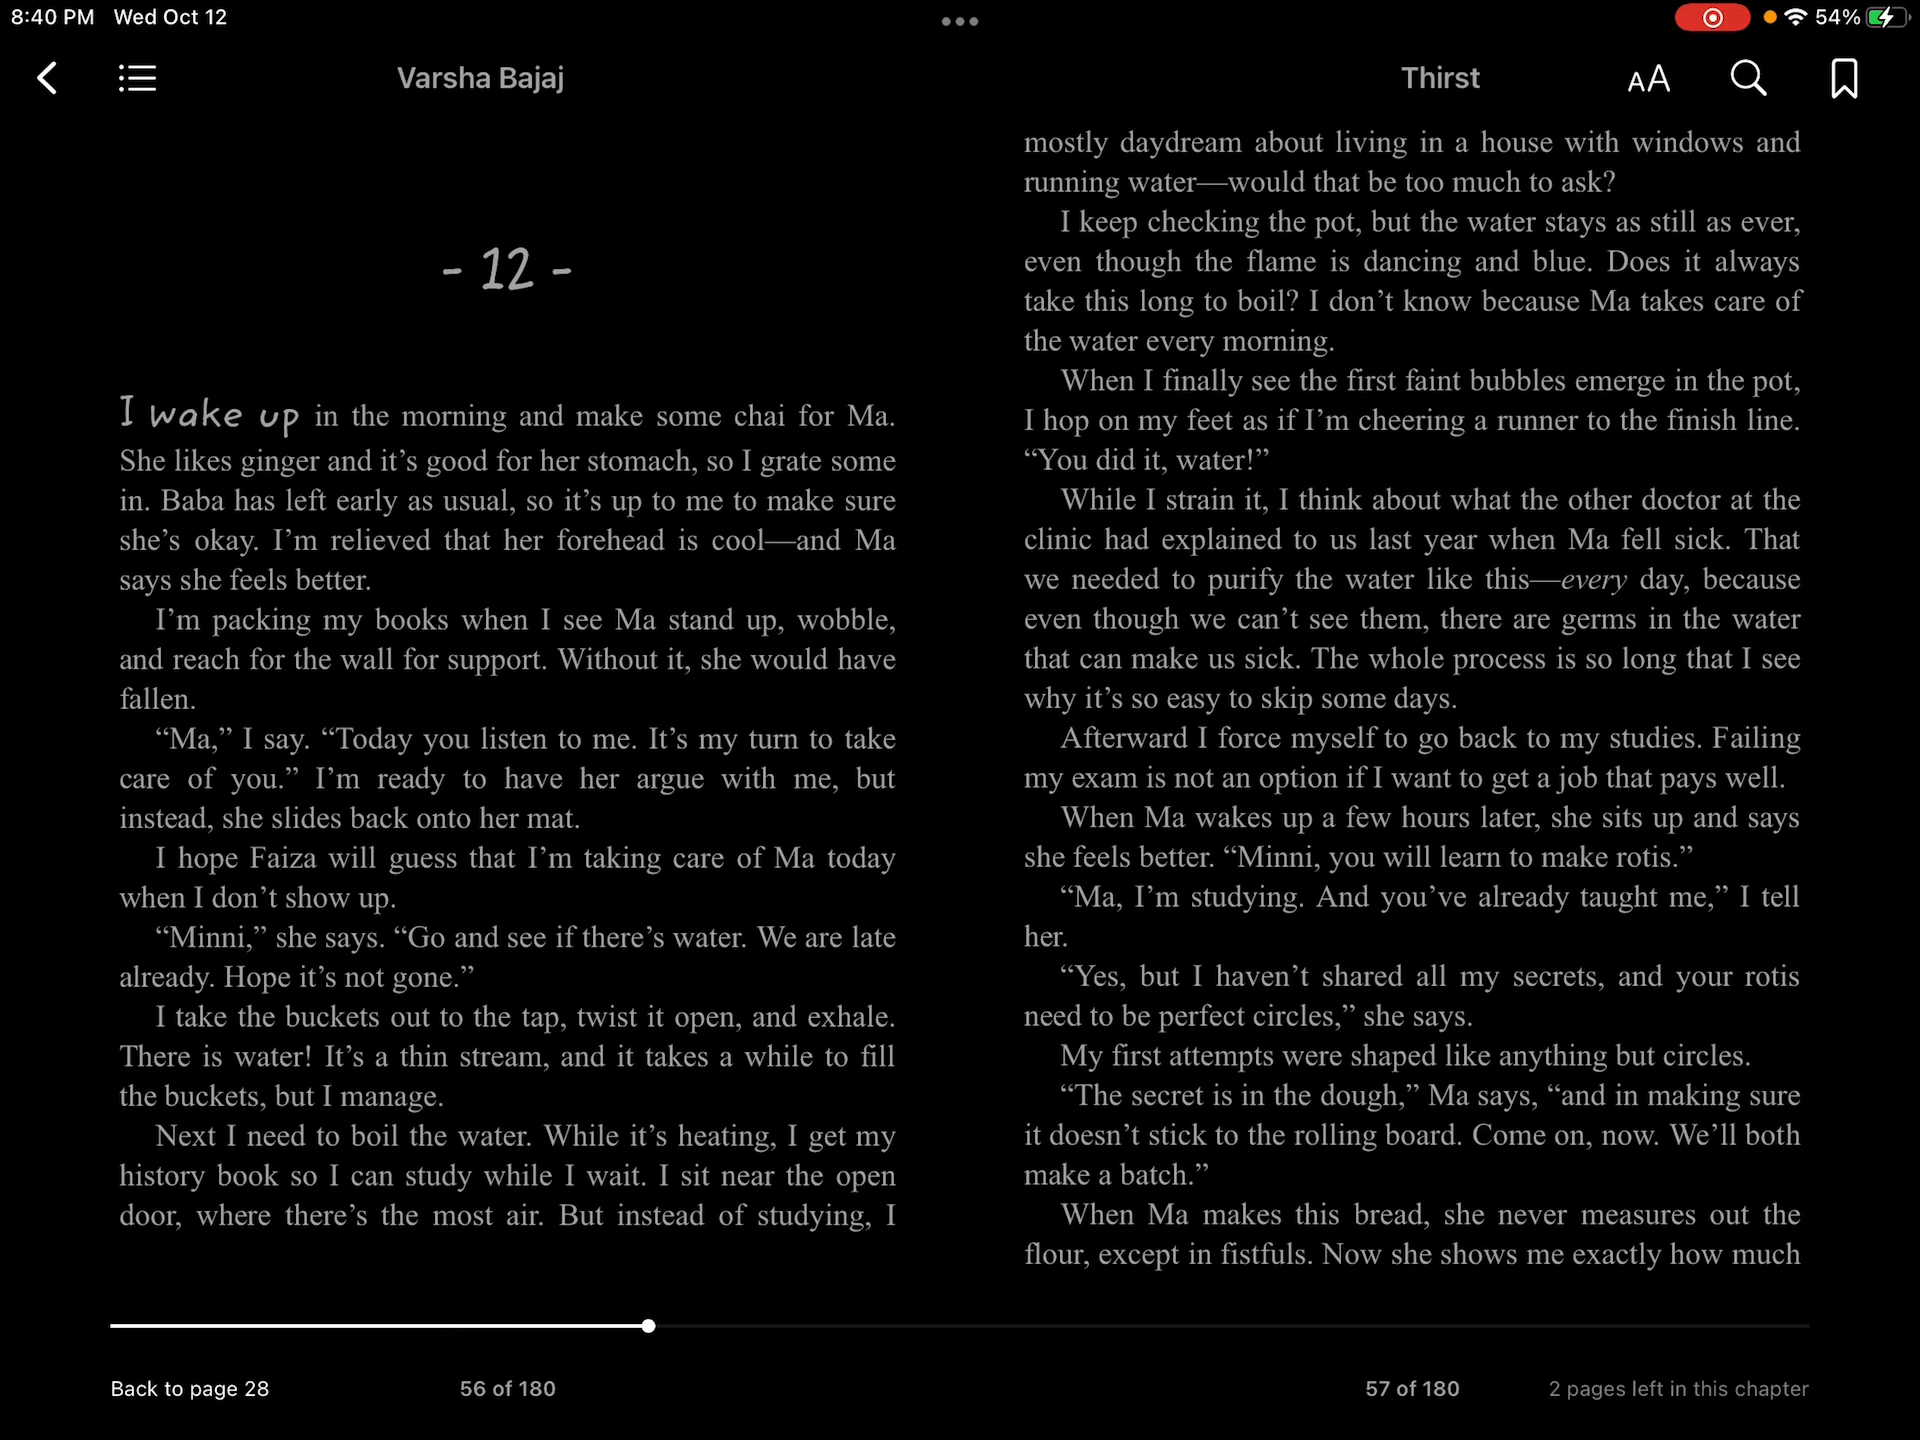 8:40 PM Wed Oct 12
54%
Varsha Bajaj
Thirst
AA
- 12 -
I wake up in the morning and make some chai for Ma.
She likes ginger and it’s good for her stomach, so I grate some
in. Baba has left early as usual, so it’s up to me to make sure
she’s okay. I’m relieved that her forehead is cool—and Ma
says she feels better.
I’m packing my books when I see Ma stand up, wobble,
and reach for the wall for support. Without it, she would have
fallen.
“Ma,” I say. “Today you listen to me. It’s my turn to take
care of you.” I’m ready to have her argue with me, but
instead, she slides back onto her mat.
I hope Faiza will guess that I’m taking care of Ma today
when I don’t show up.
“Minni,” she says. “Go and see if there’s water. We are late
already. Hope it’s not gone.”
I take the buckets out to the tap, twist it open, and exhale.
There is water! It’s a thin stream, and it takes a while to fill
the buckets, but I manage.
Next I need to boil the water. While it’s heating, I get my
history book so I can study while I wait. I sit near the open
door, where there’s the most air. But instead of studying, I
mostly daydream about living in a house with windows and
running water—would that be too much to ask?
I keep checking the pot, but the water stays as still as ever,
even though the flame is dancing and blue. Does it always
take this long to boil? I don’t know because Ma takes care of
the water every morning.
When I finally see the first faint bubbles emerge in the pot,
I hop on my feet as if I’m cheering a runner to the finish line.
“You did it, water!”
While I strain it, I think about what the other doctor at the
clinic had explained to us last year when Ma fell sick. That
we needed to purify the water like this—every day, because
even though we can’t see them, there are germs in the water
that can make us sick. The whole process is so long that I see
why it’s so easy to skip some days.
Afterward I force myself to go back to my studies. Failing
my exam is not an option if I want to get a job that pays well.
When Ma wakes up a few hours later, she sits up and says
she feels better. “Minni, you will learn to make rotis.”
“Ma, I’m studying. And you’ve already taught me,” I tell
her.
“Yes, but I haven’t shared all my secrets, and your rotis
need to be perfect circles,” she says.
My first attempts were shaped like anything but circles.
“The secret is in the dough,” Ma says, “and in making sure
it doesn’t stick to the rolling board. Come on, now. We’ll both
make a batch.”
When Ma makes this bread, she never measures out the
flour, except in fistfuls. Now she shows me exactly how much
Back to page 28
56 of 180
57 of 180
2 pages left in this chapter